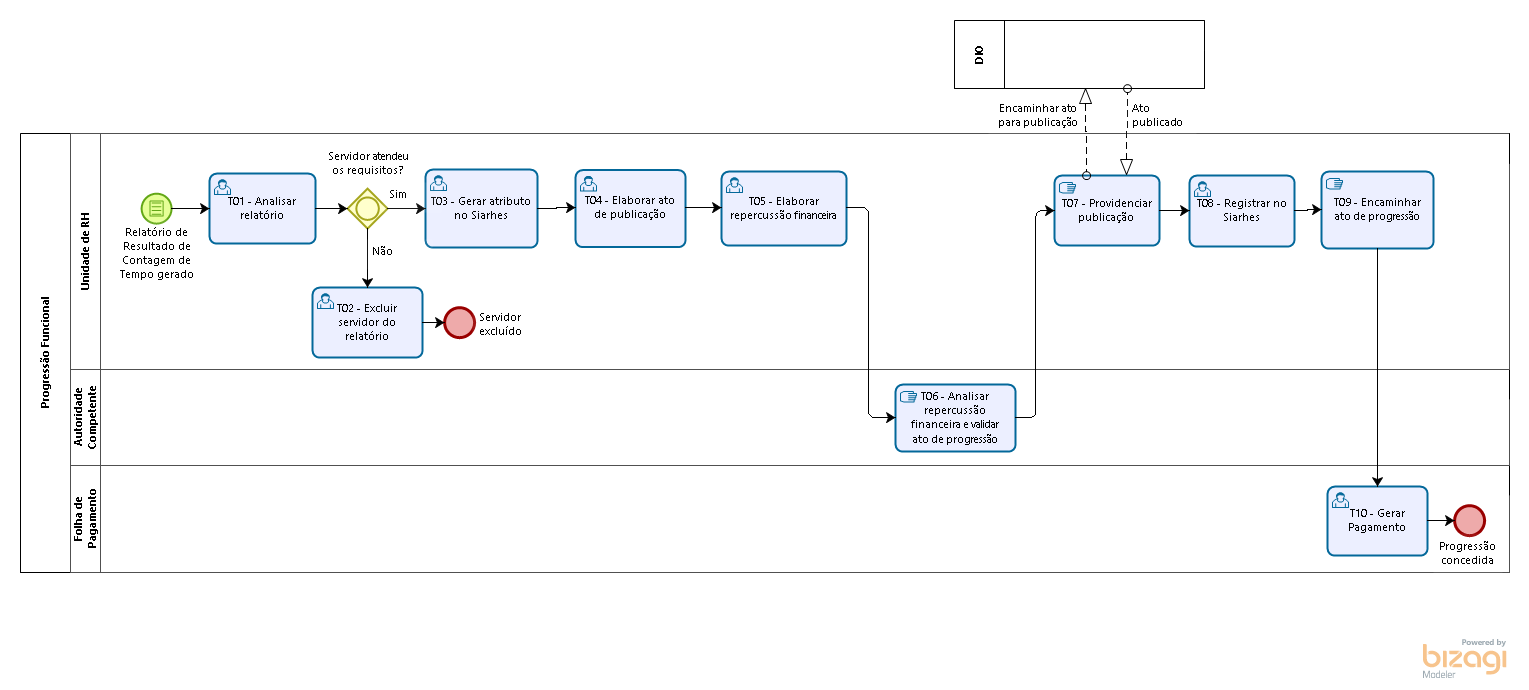 DIO
Encaminhar ato
para publicação
Ato
publicado
Progressão Funcional
Unidade de RH
Relatório de
Resultado de
Contagem de
Tempo gerado
T01 - Analisar
relatório
Servidor atendeu
os requisitos?
Sim
Não
T02 - Excluir
servidor do
relatório
Servidor
excluído
T03 - Gerar atributo
no Siarhes
T04 - Elaborar ato
de publicação
T05 - Elaborar
repercussão financeira
T07 - Providenciar
publicação
T08 - Registrar no
Siarhes
T09 - Encaminhar
ato de progressão
Autoridade
Competente
T06 - Analisar
repercussão
financeira e validar
ato de progressão
Folha de
Pagamento
T10 - Gerar
Pagamento
Progressão
concedida
Powered by
bizagi
Modeler